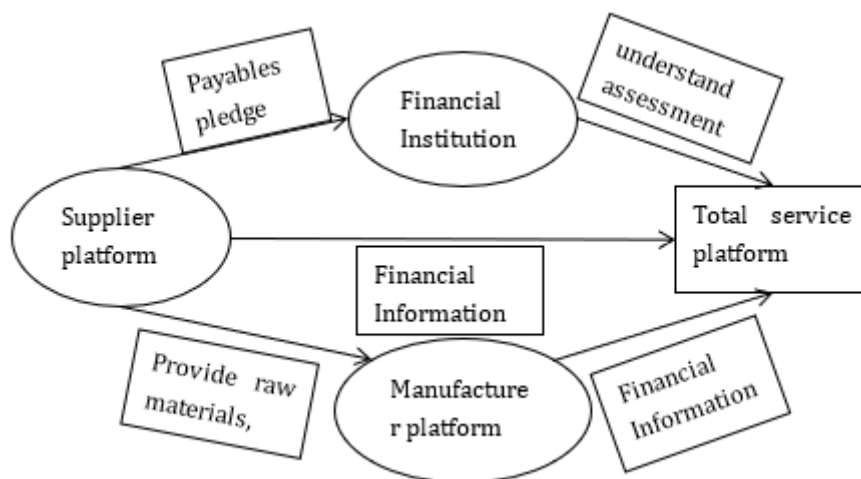 Payables
pledge
Financial
Institution
understand
assessment
Supplier
platform
Total service
platform
Financial
Information
Provide raw
materials,
Manufacture
r platform
Financial
Information